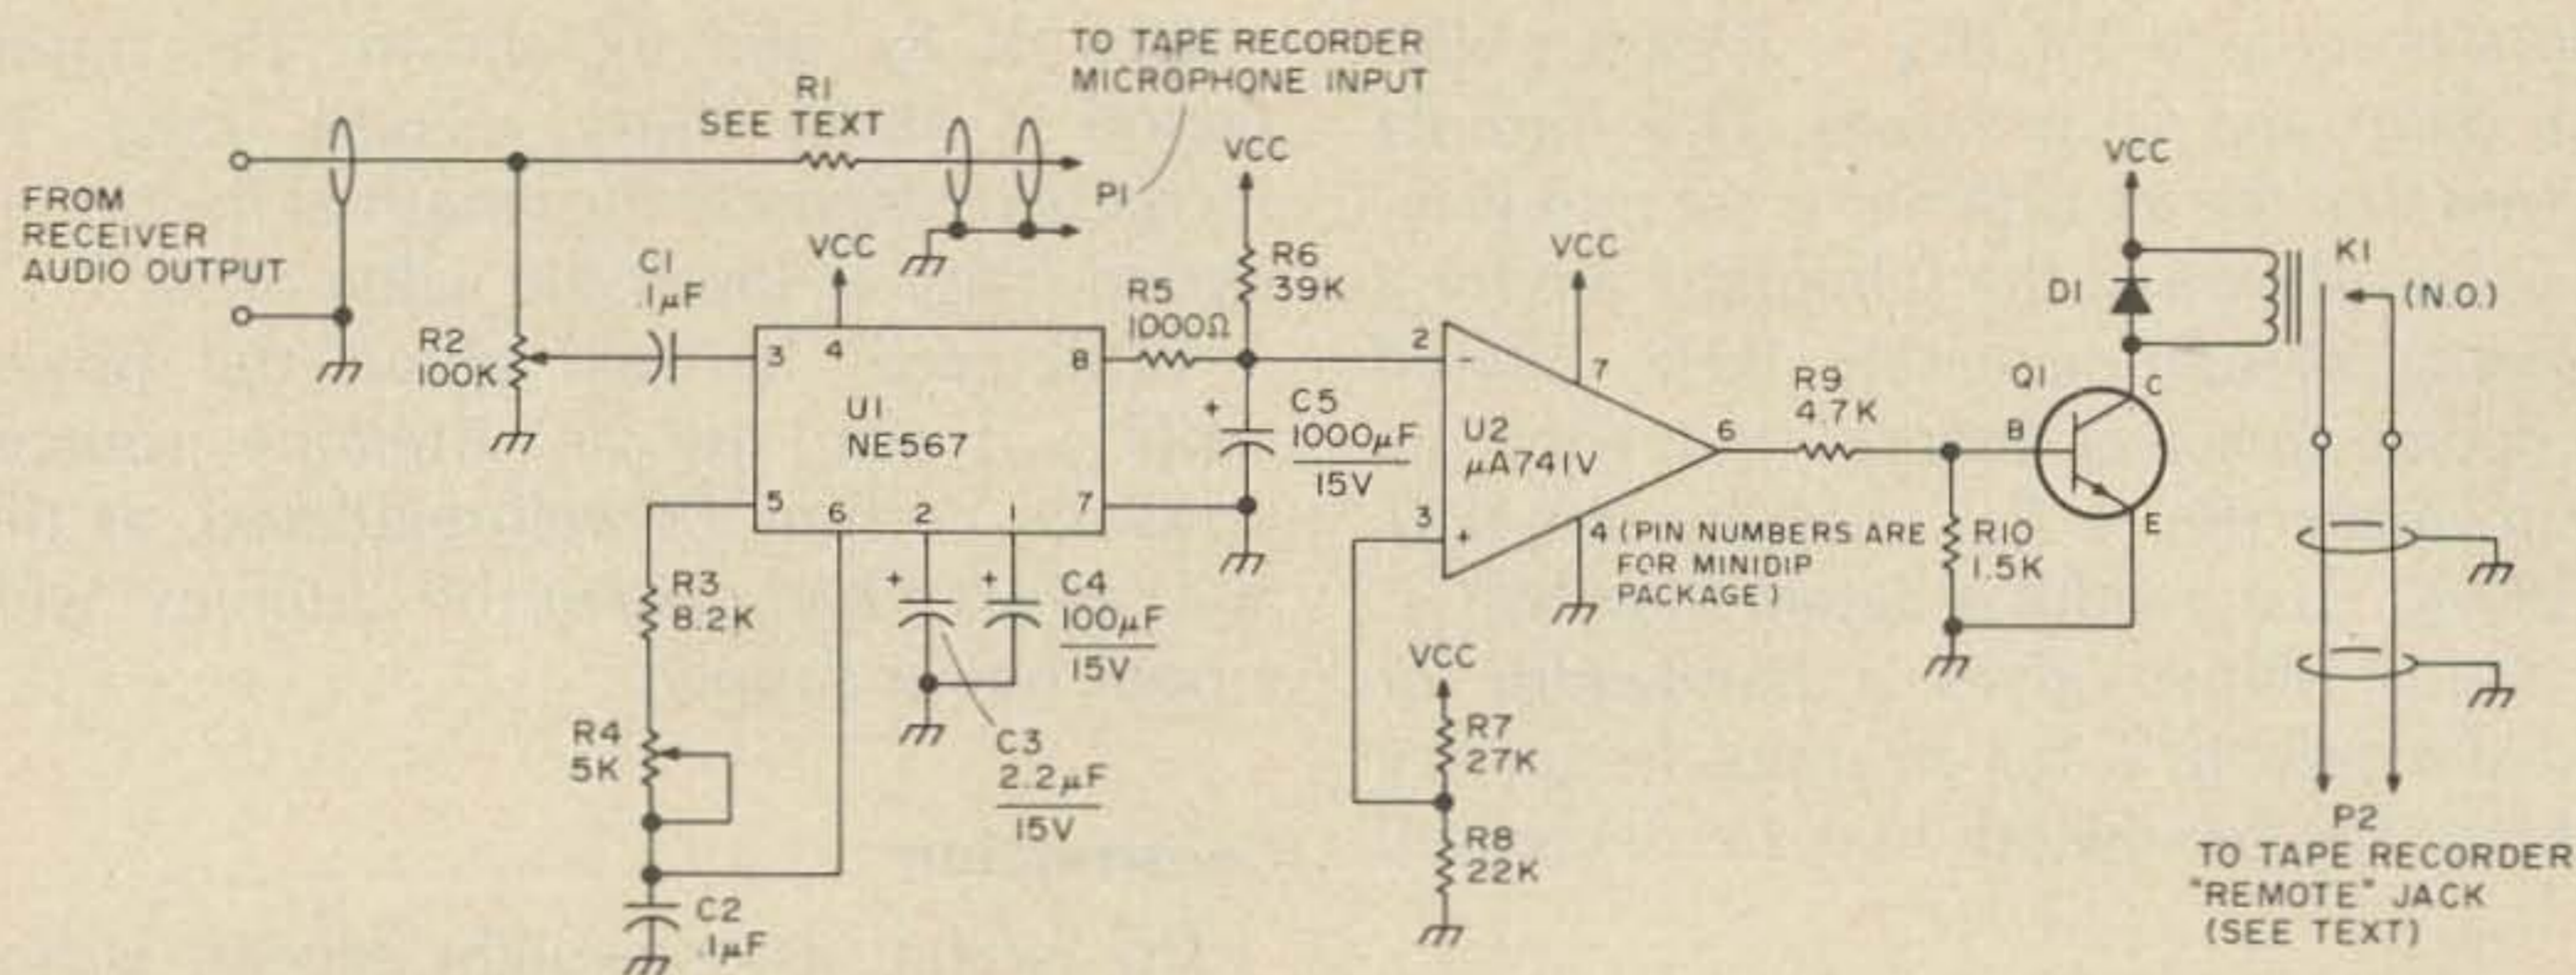 TO TAPE RECORDER
MICROPHONE INPUT
R1
SEE TEXT
P1
FROM
RECEIVER
AUDIO OUTPUT
R2
100K
C1
.1µF
VCC
3
4
8
U1
NE567
5
6
2
1
7
R5
1000Ω
VCC
R6
39K
+
C5
1000µF
15V
R3
8.2K
R4
5K
C2
.1µF
+
+
C4
100µF
15V
C3
2.2µF
15V
2
-
3
+
U2
µA741V
VCC
7
6
4 (PIN NUMBERS ARE
FOR MINIDIP
PACKAGE)
VCC
R7
27K
R8
22K
R9
4.7K
R10
1.5K
Q1
B
C
E
VCC
D1
K1
(N.O.)
P2
TO TAPE RECORDER
"REMOTE" JACK
(SEE TEXT)